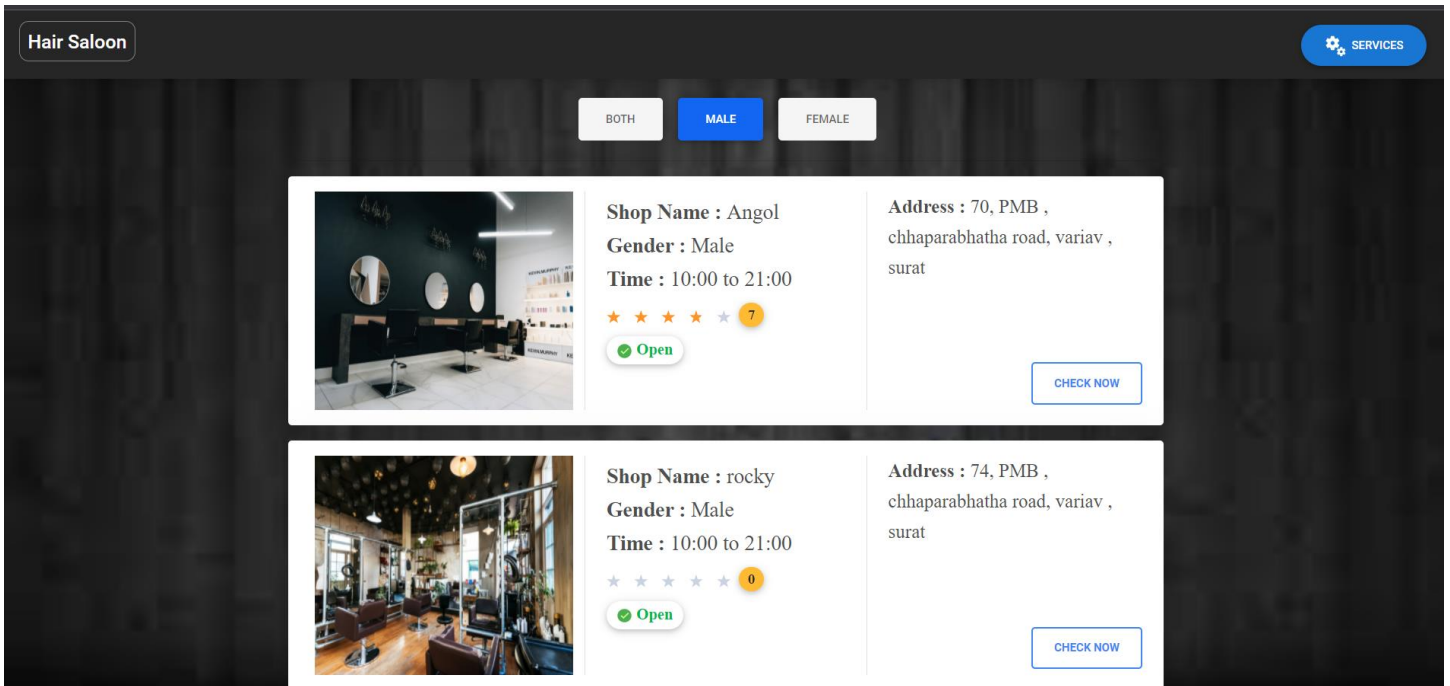 Hair Saloon
SERVICES
BOTH
MALE
FEMALE
Shop Name : Angol
Gender : Male
Time : 10:00 to 21:00
7
Open
Address : 70, PMB ,
chhaparabhatha road, variav ,
surat
CHECK NOW
Shop Name : rocky
Gender : Male
Time : 10:00 to 21:00
0
Open
Address : 74, PMB ,
chhaparabhatha road, variav ,
surat
CHECK NOW